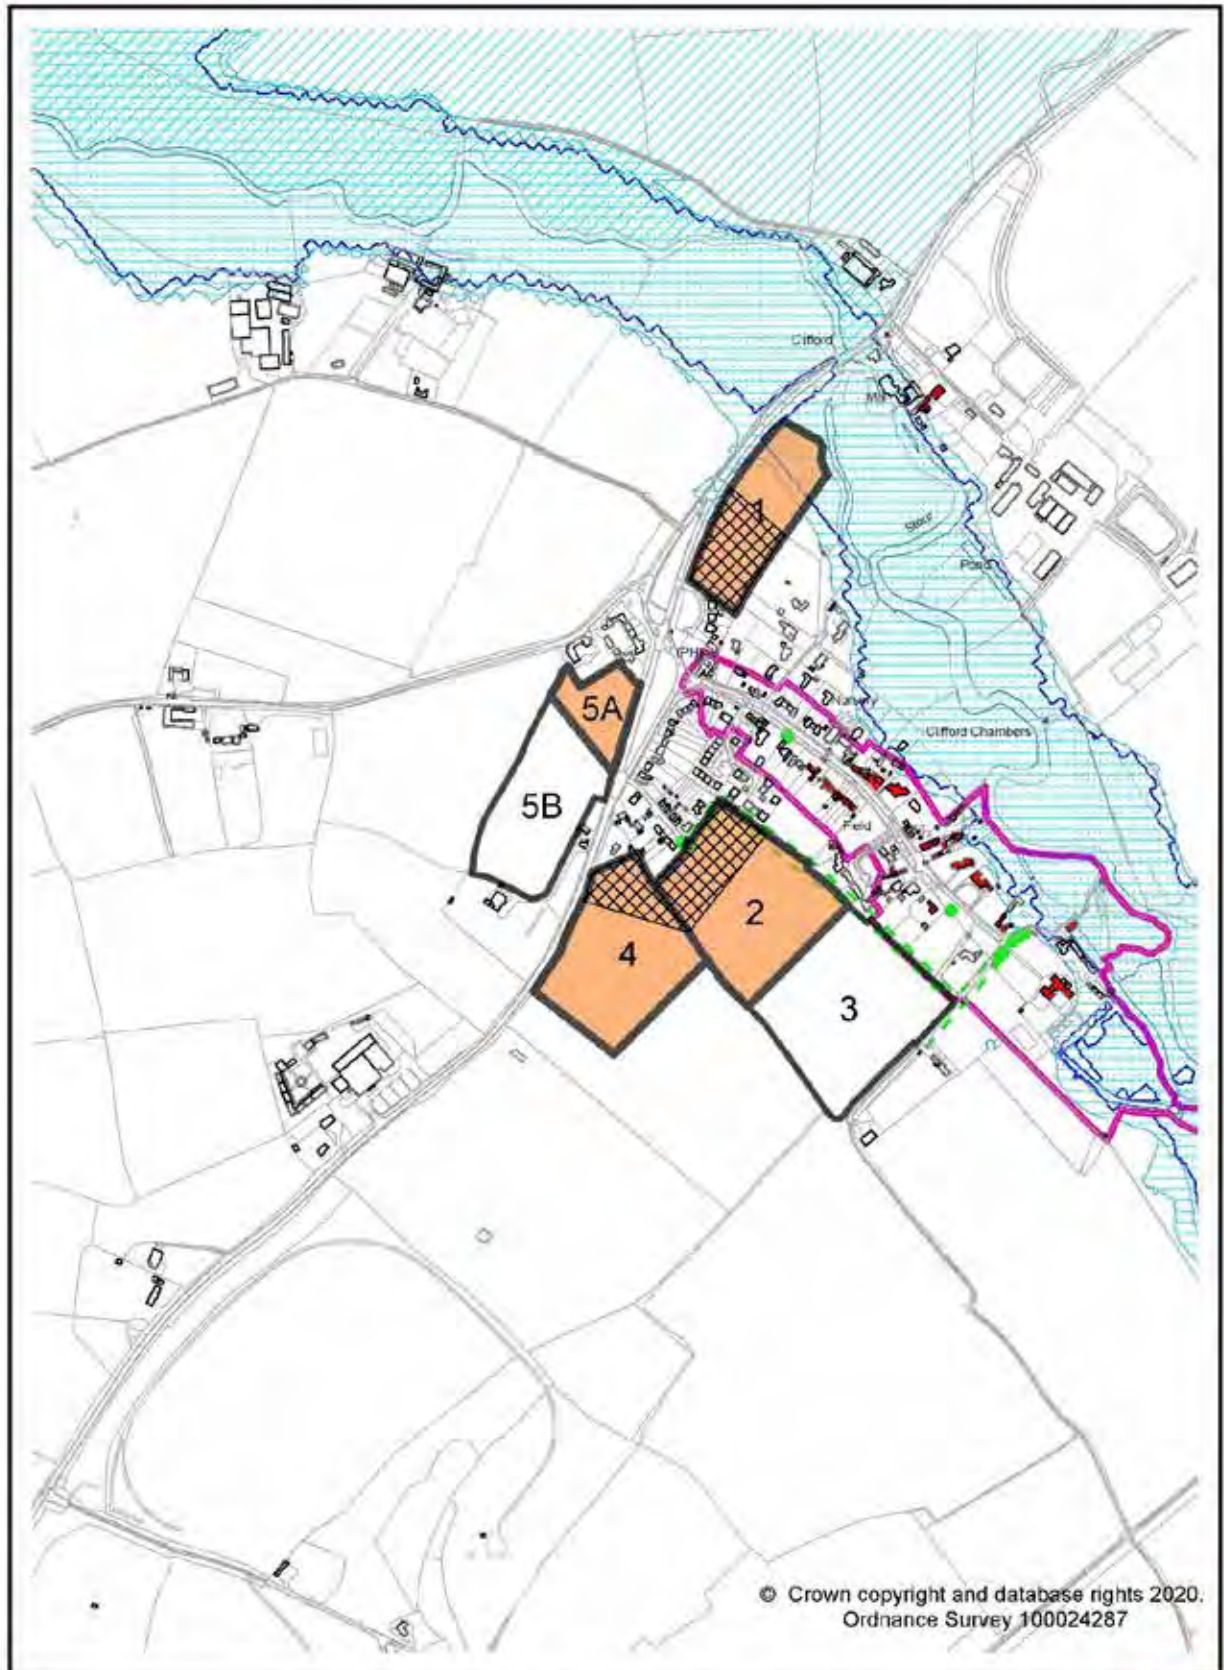 Clifford
Mill
1
Stour
Pond
(PH)
5A
Clifford Chambers
5B
Field
2
4
3
© Crown copyright and database rights 2020.
Ordnance Survey 100024287